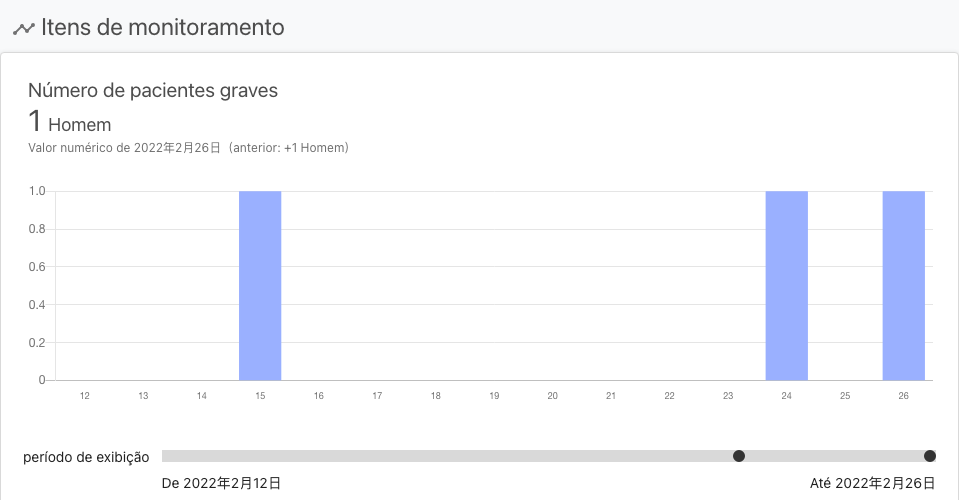 Itens de monitoramento
Número de pacientes graves
1 Homem
Valor numérico de 2022年2月26日（anterior: +1 Homem）
1.0
0.8
0.6
0.4
0.2
0
12 13 14 15 16 17 18 19 20 21 22 23 24 25 26
período de exibição
De 2022年2月12日 Até 2022年2月26日